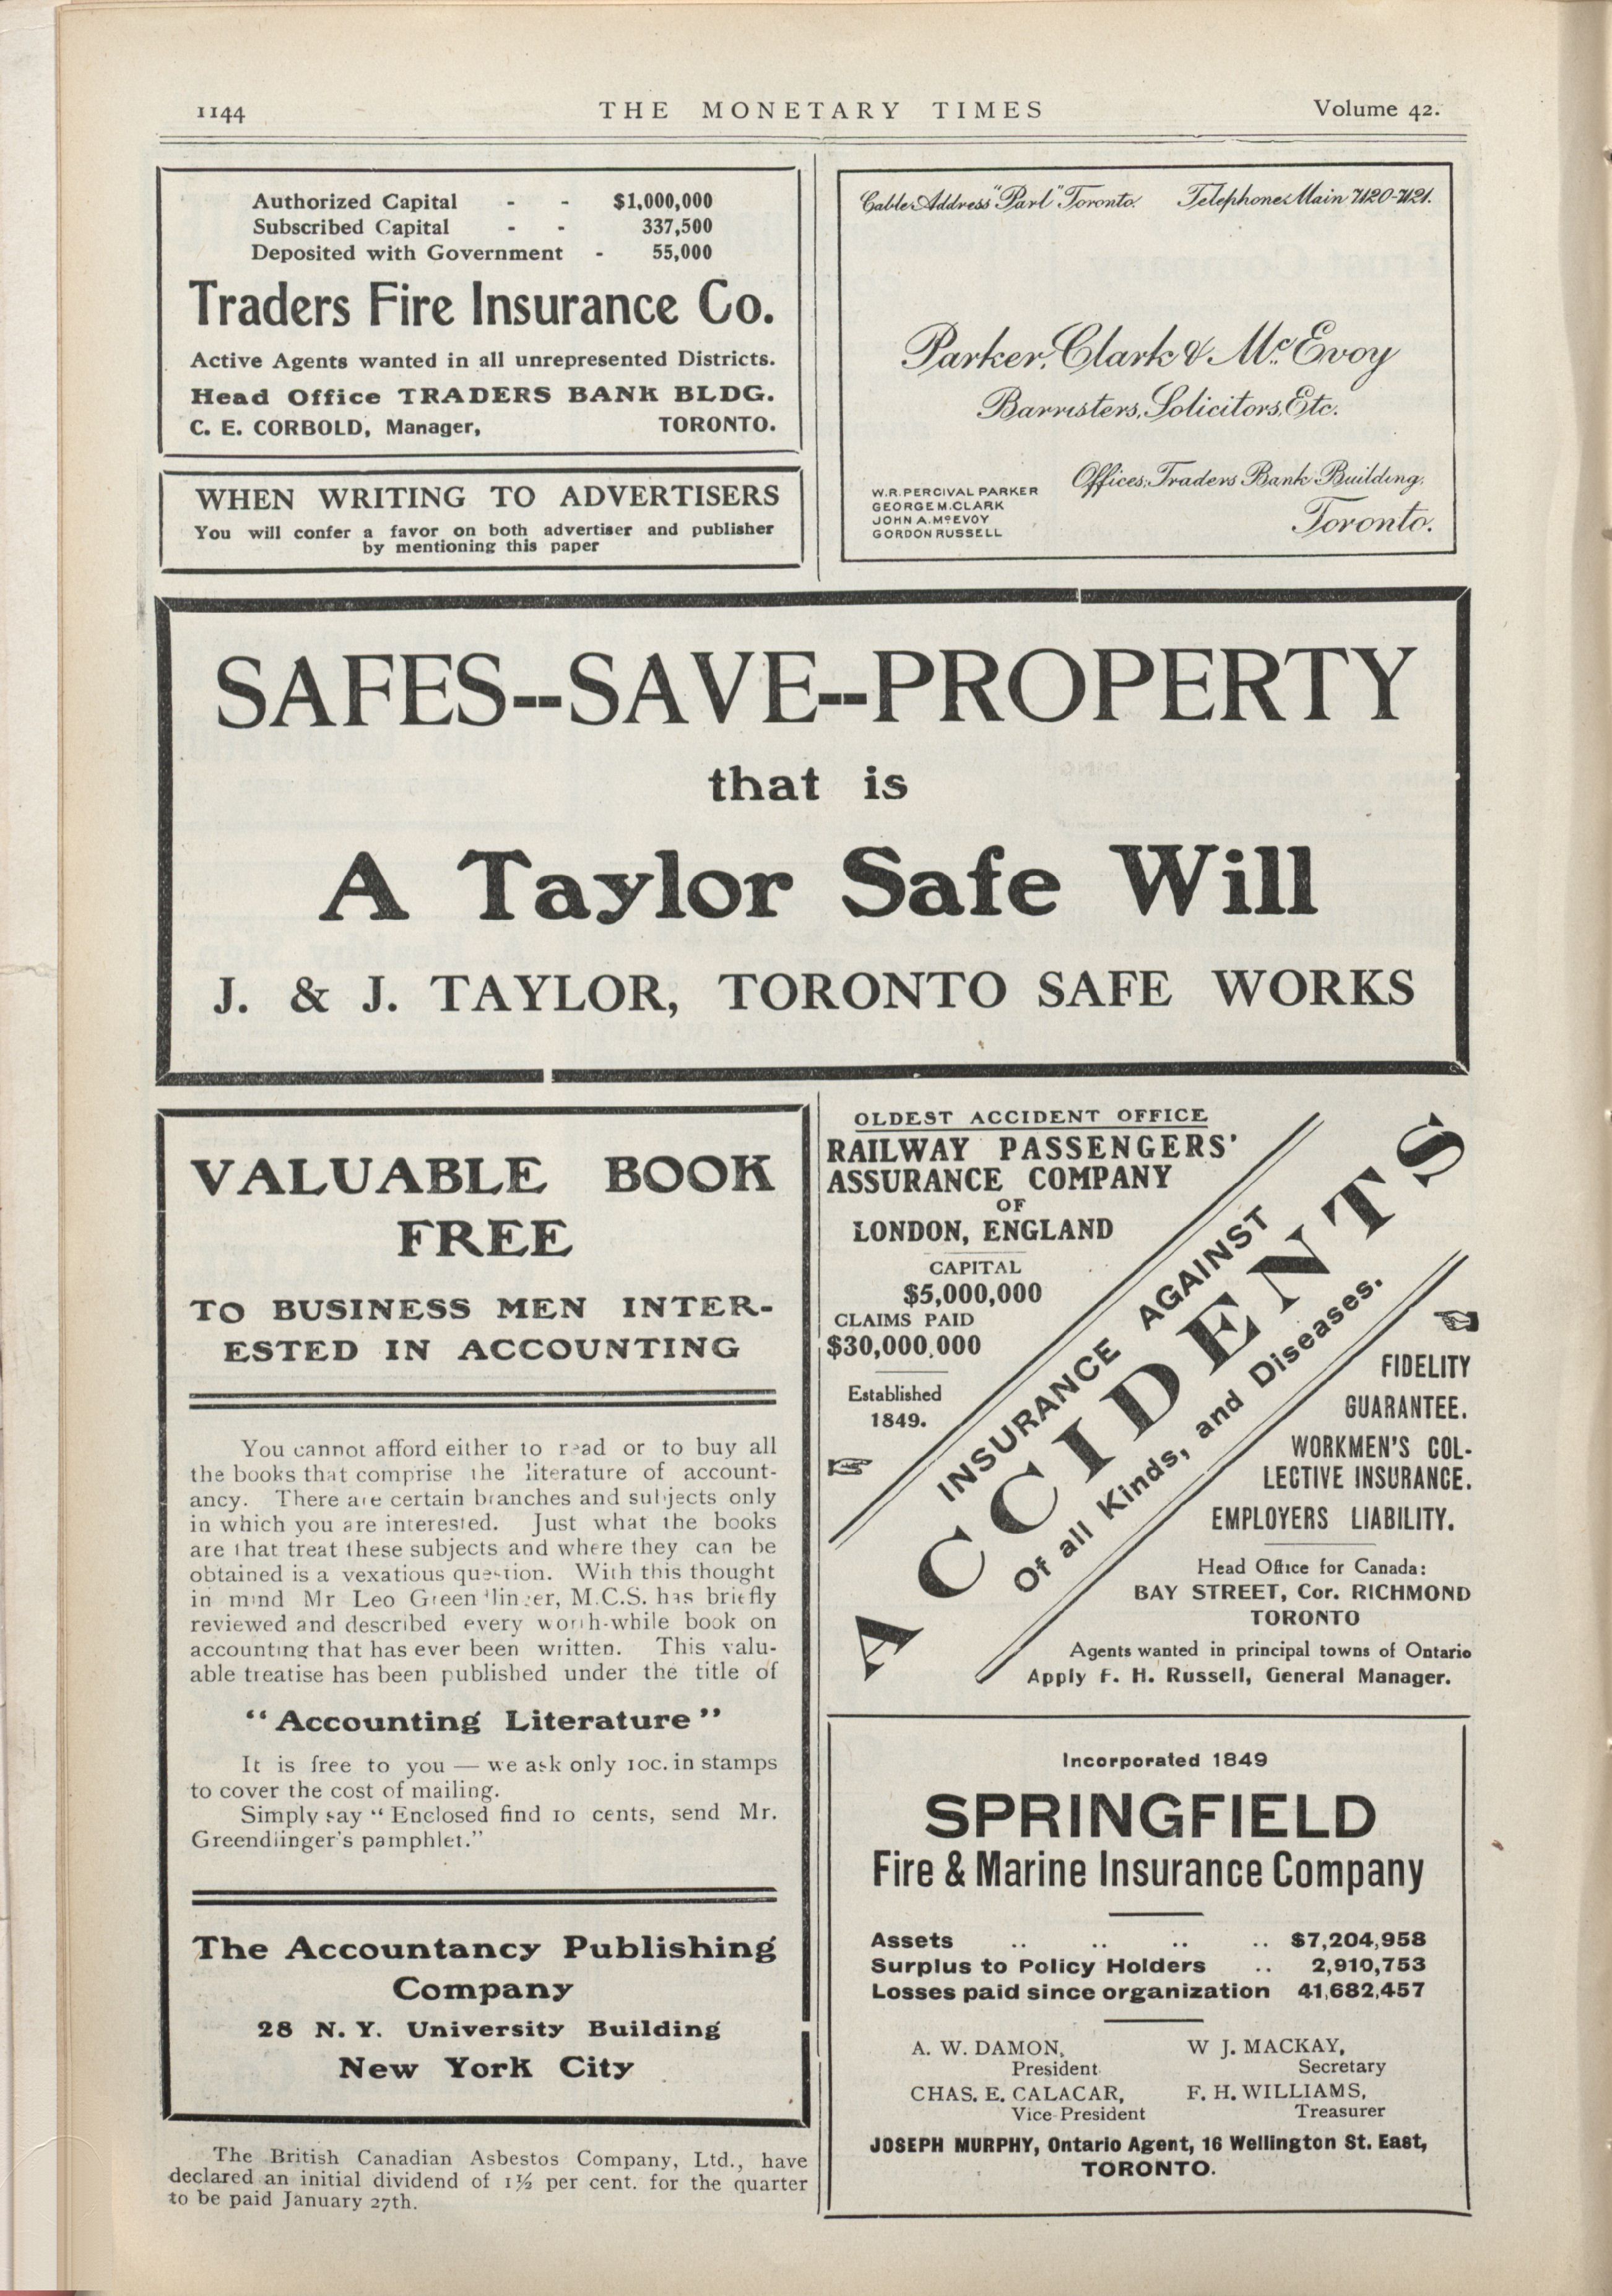 1144
THE MONETARY TIMES
Volume 42.
Authorized Capital - - $1,000,000
Subscribed Capital - - 337,500
Deposited with Government - 55,000
Traders Fire Insurance Co.
Active Agents wanted in all unrepresented Districts.
Head Office TRADERS BANK BLDG.
C. E. CORBOLD, Manager, TORONTO.
WHEN WRITING TO ADVERTISERS
You will confer a favor on both advertiser and publisher
by mentioning this paper
Cable Address "Parl" Toronto. Telephones Main 7120-7121.
Parker, Clark & McEvoy
Barristers, Solicitors, Etc.
Offices, Traders Bank Building,
Toronto.
W.R. PERCIVAL PARKER
GEORGE M. CLARK
JOHN A. McEVOY
GORDON RUSSELL
SAFES--SAVE--PROPERTY
that is
A Taylor Safe Will
J. & J. TAYLOR, TORONTO SAFE WORKS
VALUABLE BOOK
FREE
TO BUSINESS MEN INTER-
ESTED IN ACCOUNTING
You cannot afford either to read or to buy all
the books that comprise the literature of account-
ancy. There are certain branches and subjects only
in which you are interested. Just what the books
are that treat these subjects and where they can be
obtained is a vexatious question. With this thought
in mind Mr Leo Greendlinger, M.C.S. has briefly
reviewed and described every worth-while book on
accounting that has ever been written. This valu-
able treatise has been published under the title of
"Accounting Literature"
It is free to you — we ask only 10c. in stamps
to cover the cost of mailing.
Simply say "Enclosed find 10 cents, send Mr.
Greendlinger's pamphlet."
The Accountancy Publishing
Company
28 N. Y. University Building
New York City
The British Canadian Asbestos Company, Ltd., have
declared an initial dividend of 1½ per cent. for the quarter
to be paid January 27th.
OLDEST ACCIDENT OFFICE
RAILWAY PASSENGERS'
ASSURANCE COMPANY
OF
LONDON, ENGLAND
CAPITAL
$5,000,000
CLAIMS PAID
$30,000,000
Established
1849.
INSURANCE AGAINST
ACCIDENTS
Of all Kinds, and Diseases.
FIDELITY
GUARANTEE.
WORKMEN'S COL-
LECTIVE INSURANCE.
EMPLOYERS LIABILITY.
Head Office for Canada:
BAY STREET, Cor. RICHMOND
TORONTO
Agents wanted in principal towns of Ontario
Apply F. H. Russell, General Manager.
Incorporated 1849
SPRINGFIELD
Fire & Marine Insurance Company
Assets .. .. .. .. $7,204,958
Surplus to Policy Holders .. 2,910,753
Losses paid since organization 41,682,457
A. W. DAMON, W J. MACKAY,
President Secretary
CHAS. E. CALACAR, F. H. WILLIAMS,
Vice-President Treasurer
JOSEPH MURPHY, Ontario Agent, 16 Wellington St. East,
TORONTO.